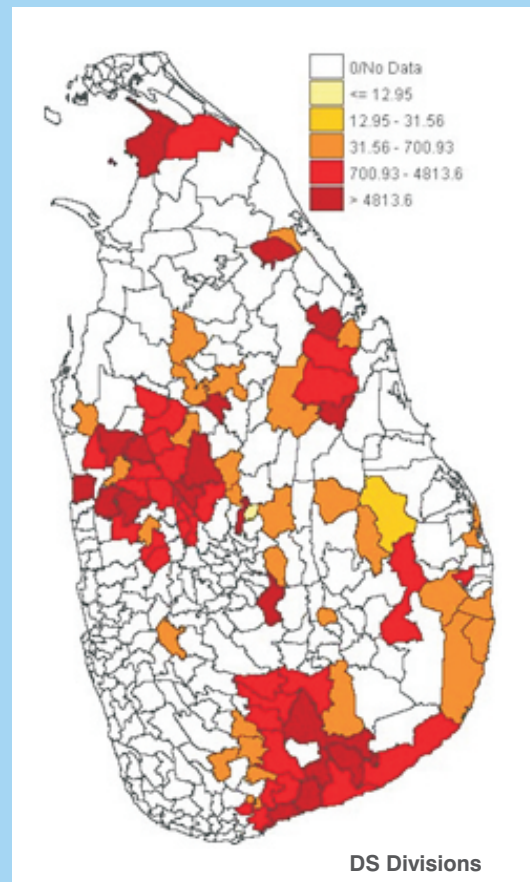 0/No Data
<= 12.95
12.95 - 31.56
31.56 - 700.93
700.93 - 4813.6
> 4813.6
DS Divisions